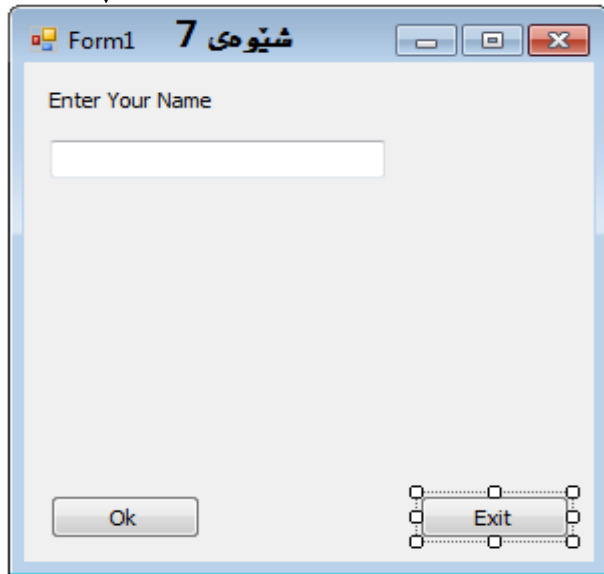 Form1 شێوەی 7
Enter Your Name
Ok
Exit